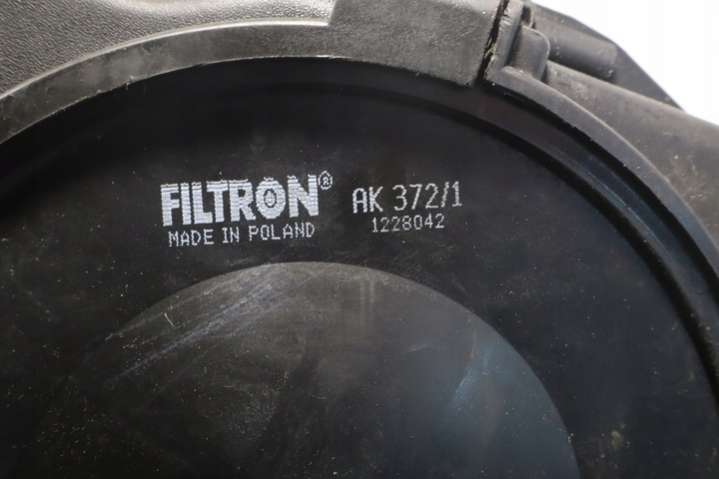 FILTRON® AK 372/1
MADE IN POLAND 1228042